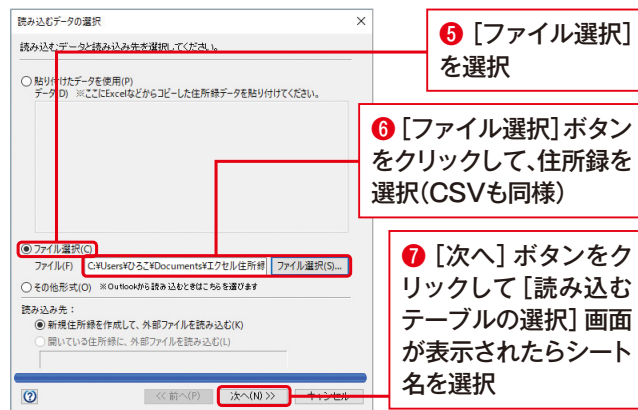 読み込むデータの選択
読み込むデータと読み込み先を選択してください。
貼り付けたデータを使用(P)
データ(D) ※ここにExcelなどからコピーした住所録データを貼り付けてください。
ファイル選択(C)
ファイル(F) C:¥Users¥ひろこ¥Documents¥エクセル住所録 ファイル選択(S)...
その他形式(O) ※Outlookから読み込むときはこちらを選びます
読み込み先：
新規住所録を作成して、外部ファイルを読み込む(K)
開いている住所録に、外部ファイルを読み込む(L)
<< 前へ(P) 次へ(N) >> キャンセル
❺［ファイル選択］
を選択
❻［ファイル選択］ボタン
をクリックして、住所録を
選択（CSVも同様）
❼［次へ］ボタンをク
リックして［読み込む
テーブルの選択］画面
が表示されたらシート
名を選択